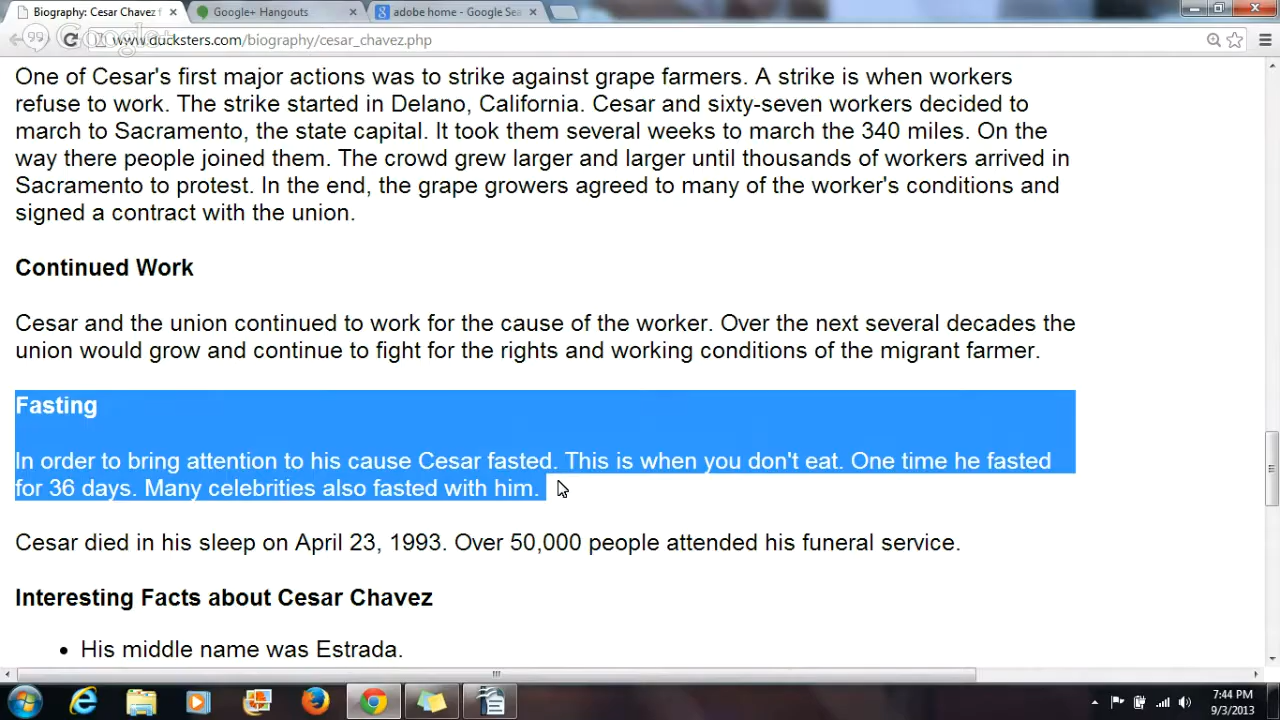 Biography: Cesar Chavez f
Google+ Hangouts
adobe home - Google Sea
Google+
www.ducksters.com/biography/cesar_chavez.php
One of Cesar's first major actions was to strike against grape farmers. A strike is when workers
refuse to work. The strike started in Delano, California. Cesar and sixty-seven workers decided to
march to Sacramento, the state capital. It took them several weeks to march the 340 miles. On the
way there people joined them. The crowd grew larger and larger until thousands of workers arrived in
Sacramento to protest. In the end, the grape growers agreed to many of the worker's conditions and
signed a contract with the union.
Continued Work
Cesar and the union continued to work for the cause of the worker. Over the next several decades the
union would grow and continue to fight for the rights and working conditions of the migrant farmer.
Fasting
In order to bring attention to his cause Cesar fasted. This is when you don't eat. One time he fasted
for 36 days. Many celebrities also fasted with him.
Cesar died in his sleep on April 23, 1993. Over 50,000 people attended his funeral service.
Interesting Facts about Cesar Chavez
• His middle name was Estrada.
7:44 PM
9/3/2013